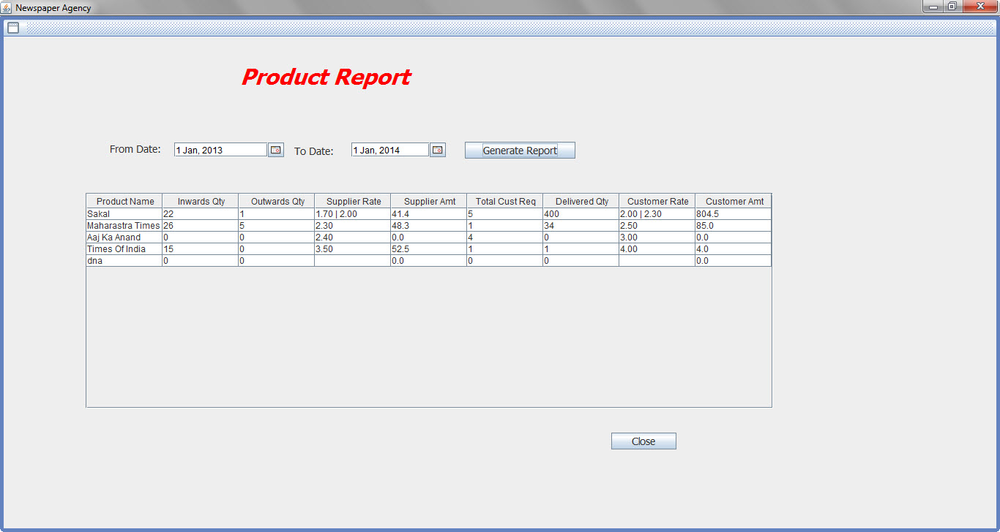 Newspaper Agency
Product Report
From Date: 1 Jan, 2013 To Date: 1 Jan, 2014 Generate Report
Product Name Inwards Qty Outwards Qty Supplier Rate Supplier Amt Total Cust Req Delivered Qty Customer Rate Customer Amt
Sakal 22 1 1.70 | 2.00 41.4 5 400 2.00 | 2.30 804.5
Maharastra Times 26 5 2.30 48.3 1 34 2.50 85.0
Aaj Ka Anand 0 0 2.40 0.0 4 0 3.00 0.0
Times Of India 15 0 3.50 52.5 1 1 4.00 4.0
dna 0 0 0.0 0 0 0.0
Close